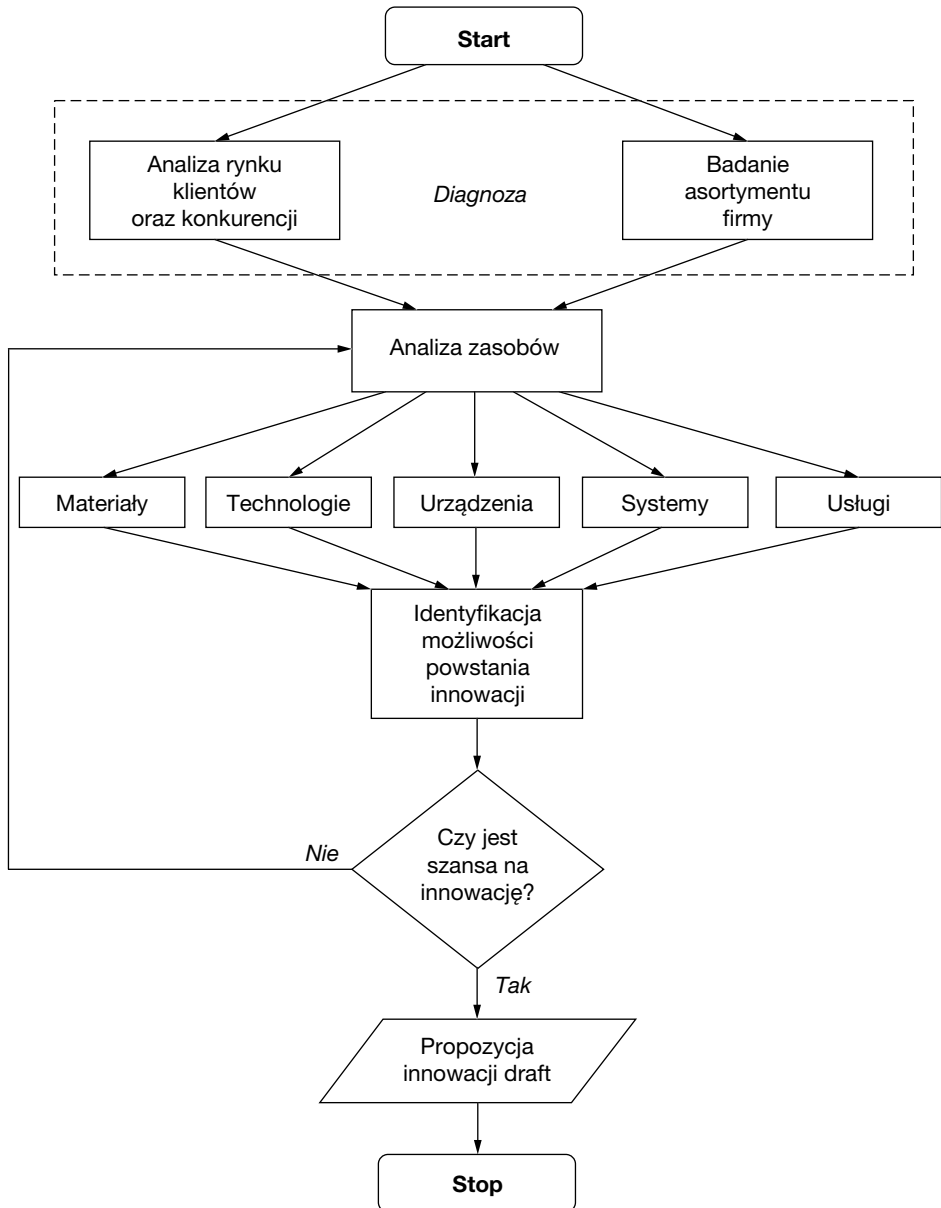 Start
Analiza rynku
klientów
oraz konkurencji
Diagnoza
Badanie
asortymentu
firmy
Analiza zasobów
Materiały
Technologie
Urządzenia
Systemy
Usługi
Identyfikacja
możliwości
powstania
innowacji
Czy jest
szansa na
innowację?
Nie
Tak
Propozycja
innowacji draft
Stop